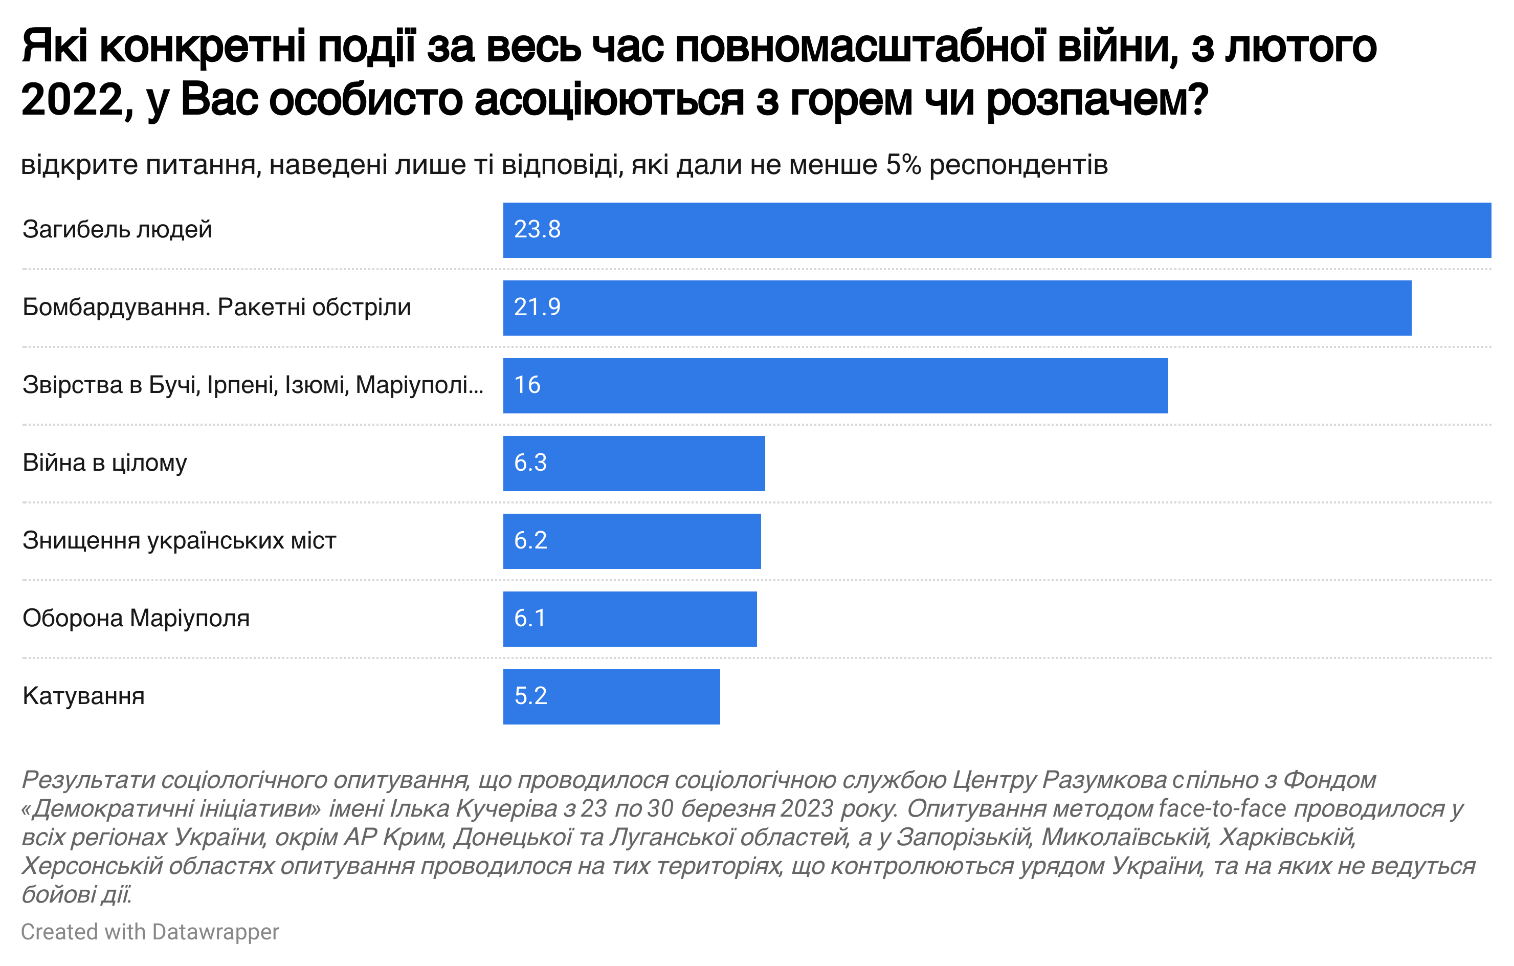 Які конкретні події за весь час повномасштабної війни, з лютого
2022, у Вас особисто асоціюються з горем чи розпачем?
відкрите питання, наведені лише ті відповіді, які дали не менше 5% респондентів
Загибель людей 23.8
Бомбардування. Ракетні обстріли 21.9
Звірства в Бучі, Ірпені, Ізюмі, Маріуполі... 16
Війна в цілому 6.3
Знищення українських міст 6.2
Оборона Маріуполя 6.1
Катування 5.2
Результати соціологічного опитування, що проводилося соціологічною службою Центру Разумкова спільно з Фондом
«Демократичні ініціативи» імені Ілька Кучеріва з 23 по 30 березня 2023 року. Опитування методом face-to-face проводилося у
всіх регіонах України, окрім АР Крим, Донецької та Луганської областей, а у Запорізькій, Миколаївській, Харківській,
Херсонській областях опитування проводилося на тих територіях, що контролюються урядом України, та на яких не ведуться
бойові дії.
Created with Datawrapper